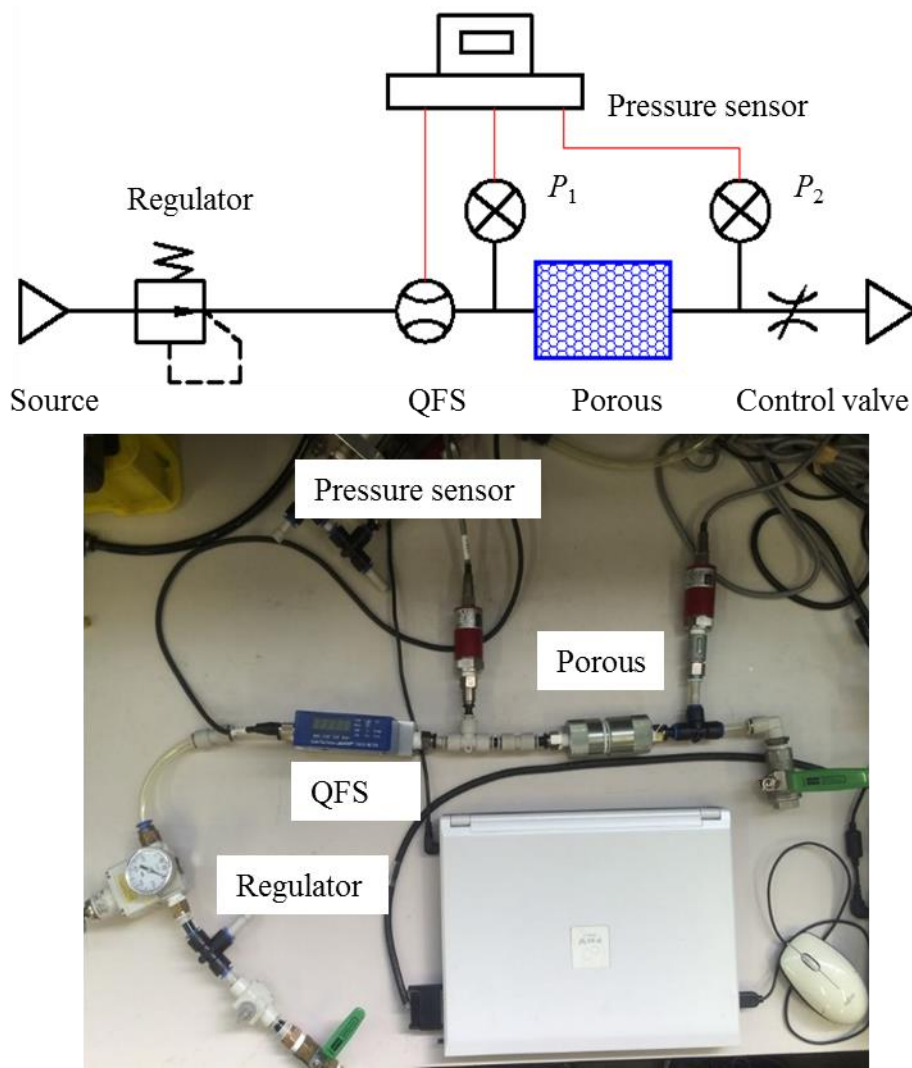 Pressure sensor
Regulator
P1
P2
Source
QFS
Porous
Control valve
Pressure sensor
Porous
QFS
Regulator